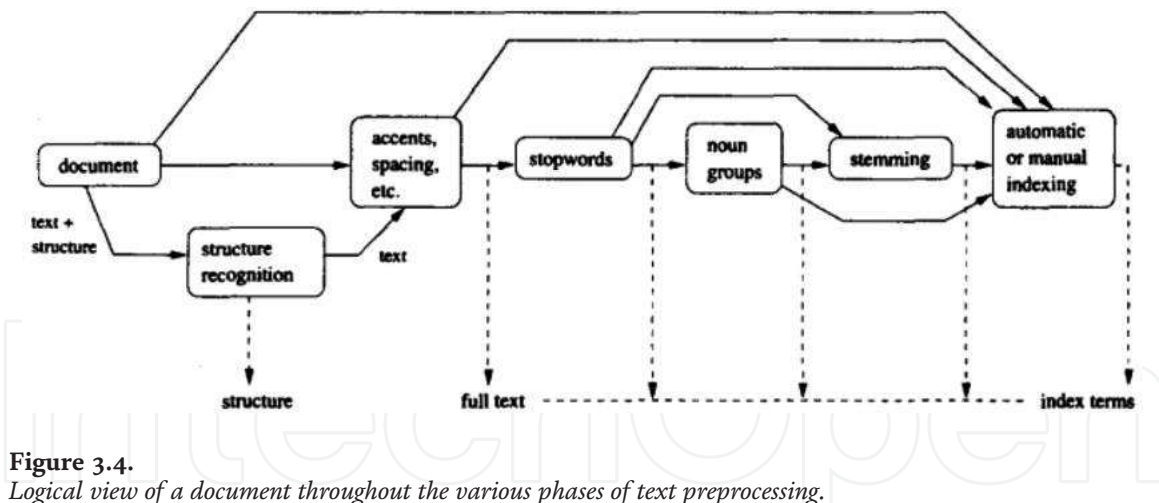 document
accents,
spacing,
etc.
stopwords
noun
groups
stemming
automatic
or manual
indexing
text +
structure
structure
recognition
text
structure
full text
index terms
IntechOpen
Figure 3.4.
Logical view of a document throughout the various phases of text preprocessing.